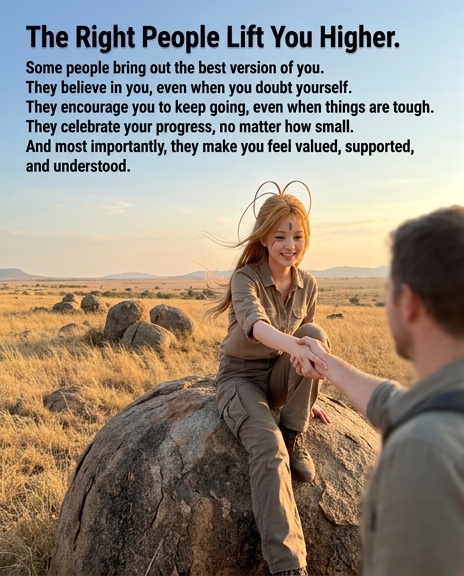 The Right People Lift You Higher.
Some people bring out the best version of you.
They believe in you, even when you doubt yourself.
They encourage you to keep going, even when things are tough.
They celebrate your progress, no matter how small.
And most importantly, they make you feel valued, supported,
and understood.